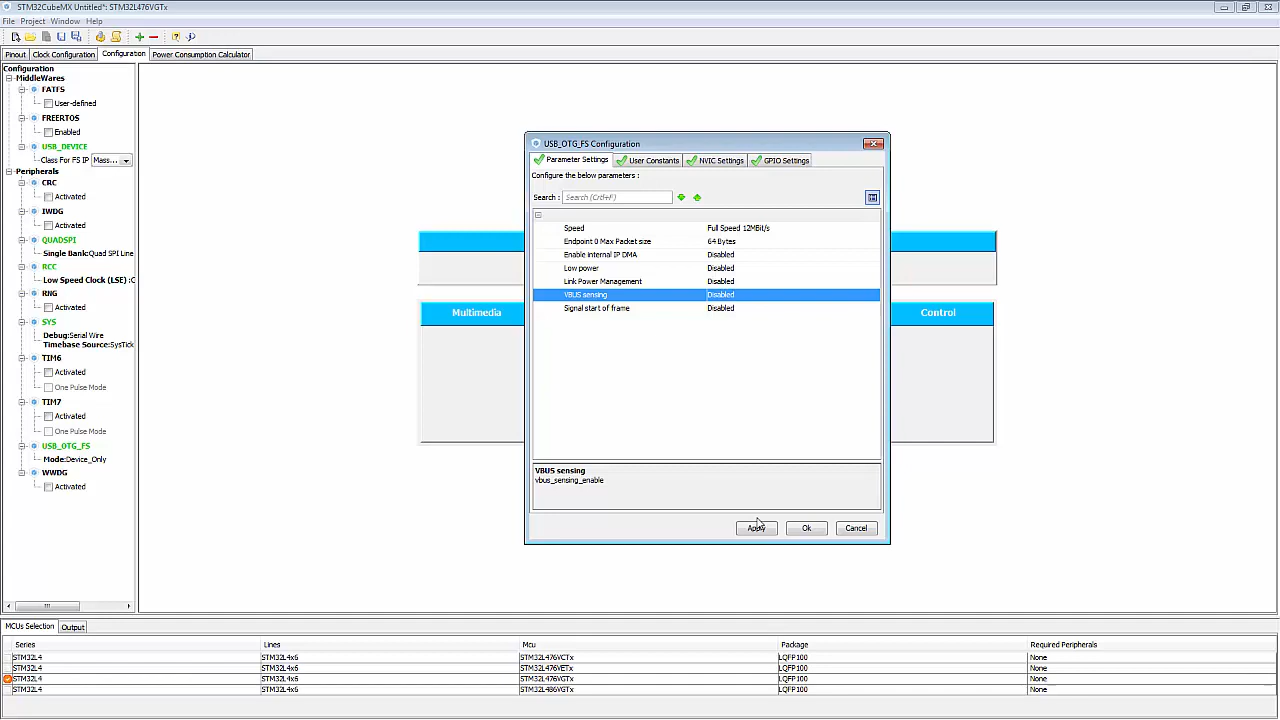 STM32CubeMX Untitled*: STM32L476VGTx
File Project Window Help
Pinout Clock Configuration Configuration Power Consumption Calculator
Configuration
MiddleWares
FATFS
User-defined
FREERTOS
Enabled
USB_DEVICE
Class For FS IP Mass...
Peripherals
CRC
Activated
IWDG
Activated
QUADSPI
Single Bank:Quad SPI Line
RCC
Low Speed Clock (LSE) :C
RNG
Activated
SYS
Debug:Serial Wire
Timebase Source:SysTick
TIM6
Activated
One Pulse Mode
TIM7
Activated
One Pulse Mode
USB_OTG_FS
Mode:Device_Only
WWDG
Activated
Multimedia
Control
USB_OTG_FS Configuration
Parameter Settings User Constants NVIC Settings GPIO Settings
Configure the below parameters :
Search : Search (Crtl+F)
Speed Full Speed 12MBit/s
Endpoint 0 Max Packet size 64 Bytes
Enable internal IP DMA Disabled
Low power Disabled
Link Power Management Disabled
VBUS sensing Disabled
Signal start of frame Disabled
VBUS sensing
vbus_sensing_enable
Apply Ok Cancel
MCUs Selection Output
Series Lines Mcu Package Required Peripherals
STM32L4 STM32L4x6 STM32L476VCTx LQFP100 None
STM32L4 STM32L4x6 STM32L476VETx LQFP100 None
STM32L4 STM32L4x6 STM32L476VGTx LQFP100 None
STM32L4 STM32L4x6 STM32L486VGTx LQFP100 None